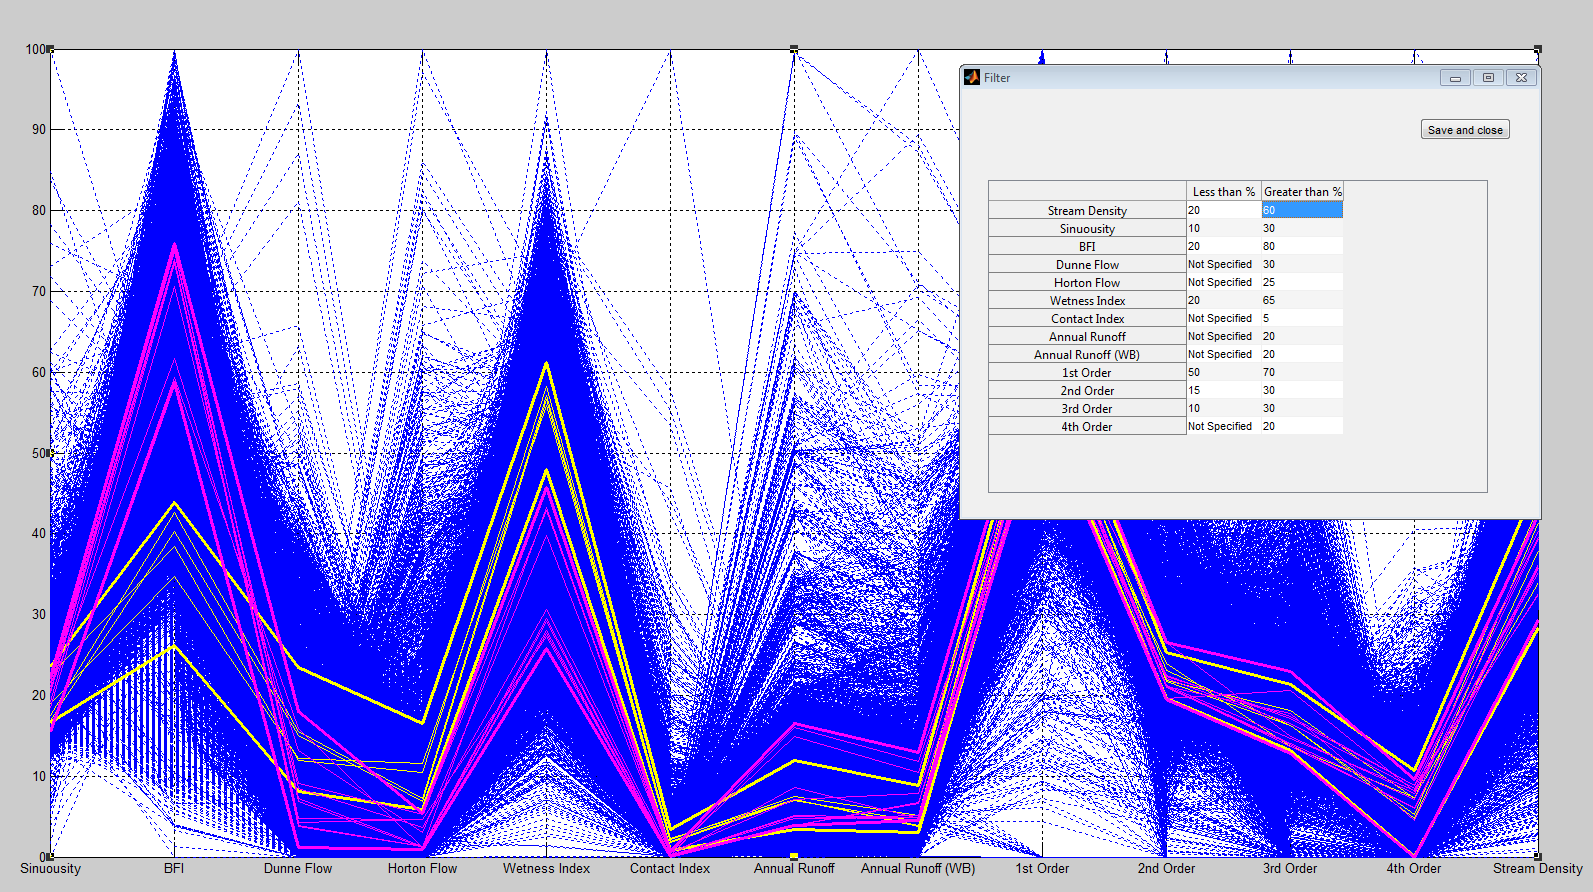 100
90
80
70
60
50
40
30
20
10
0
Filter
Save and close
Less than % Greater than %
Stream Density 20 60
Sinuousity 10 30
BFI 20 80
Dunne Flow Not Specified 30
Horton Flow Not Specified 25
Wetness Index 20 65
Contact Index Not Specified 5
Annual Runoff Not Specified 20
Annual Runoff (WB) Not Specified 20
1st Order 50 70
2nd Order 15 30
3rd Order 10 30
4th Order Not Specified 20
Sinuousity BFI Dunne Flow Horton Flow Wetness Index Contact Index Annual Runoff Annual Runoff (WB) 1st Order 2nd Order 3rd Order 4th Order Stream Density